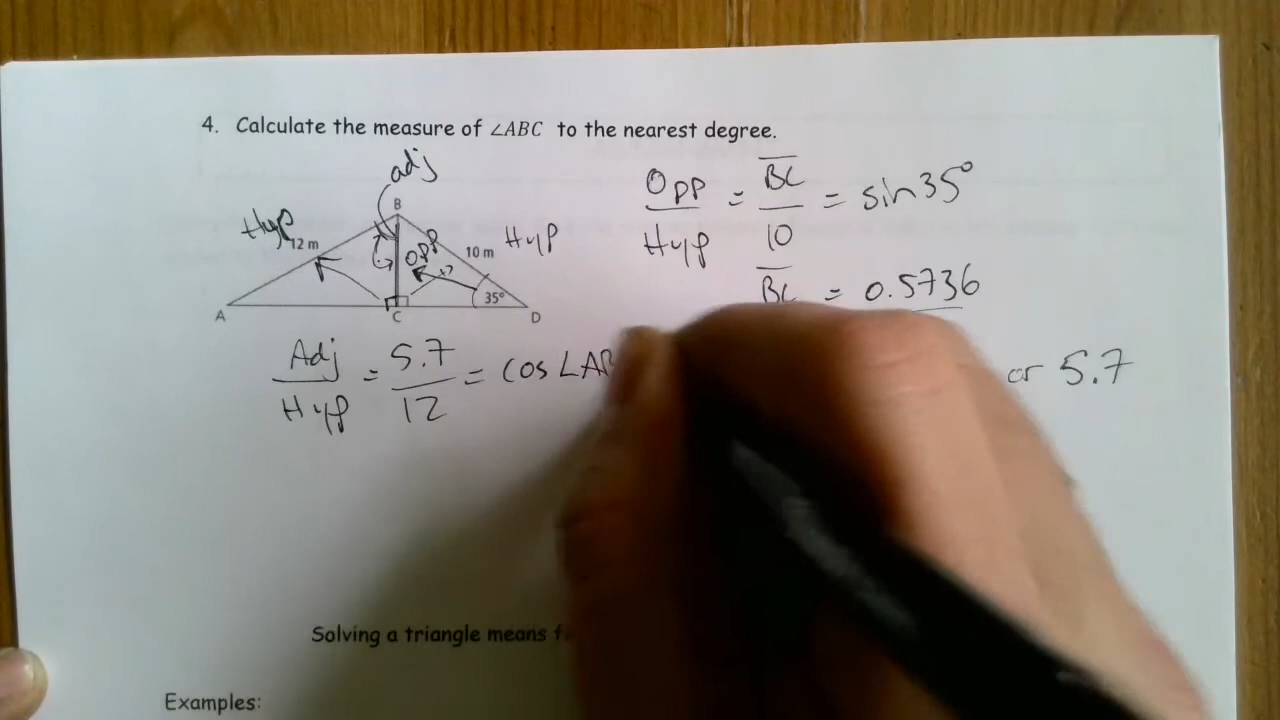 4. Calculate the measure of ∠ABC to the nearest degree.
adj
B
Hyp
12 m
opp
10 m
Hyp
35°
A
C
D
Opp / Hyp = BC / 10 = sin35°
BC = 0.5736
or 5.7
Adj / Hyp = 5.7 / 12 = cos ∠AB
Solving a triangle means
Examples: